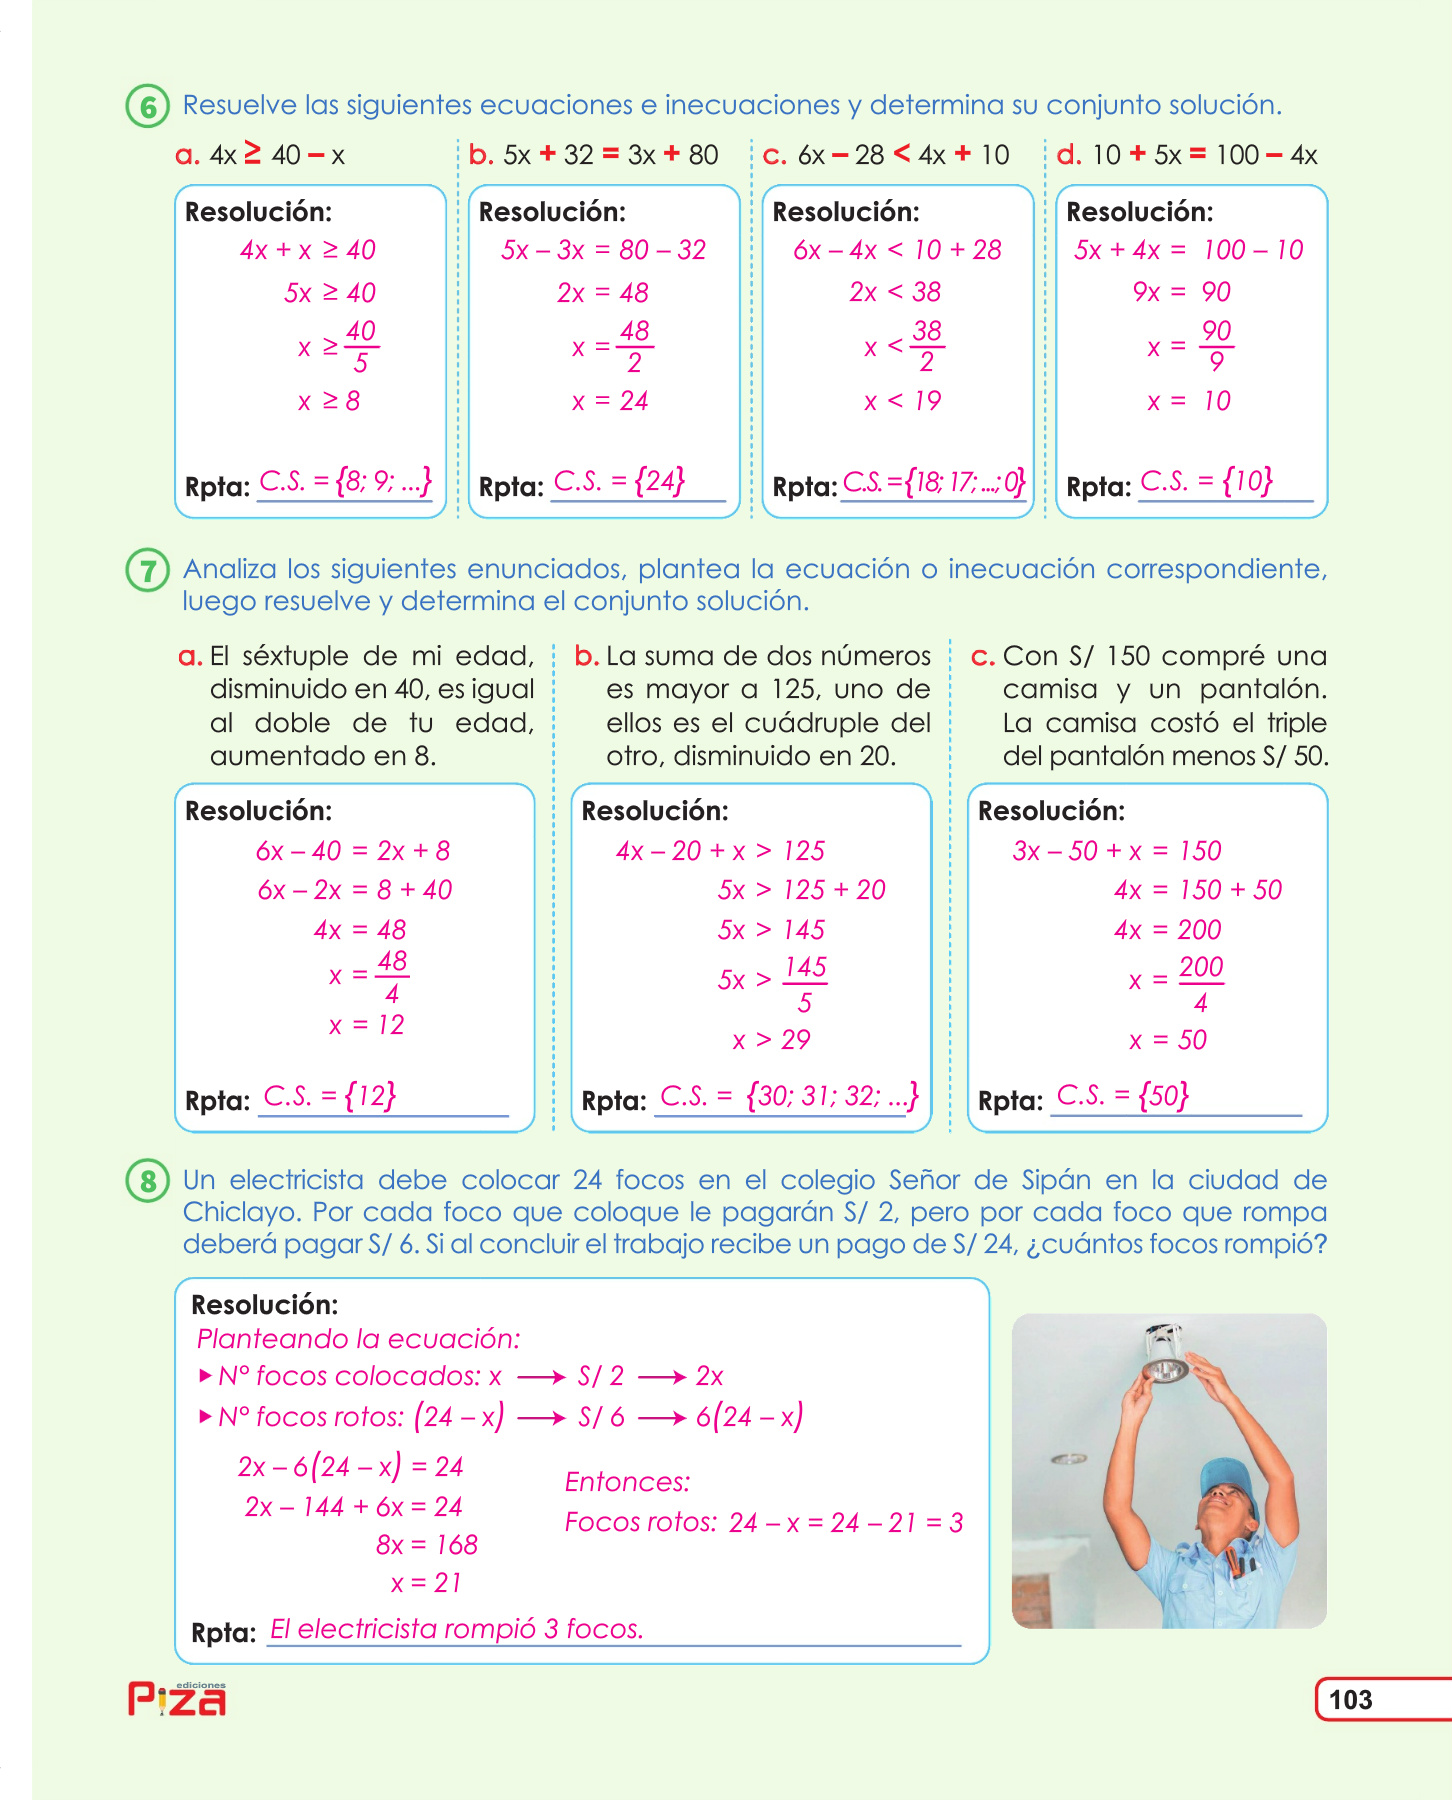 6 Resuelve las siguientes ecuaciones e inecuaciones y determina su conjunto solución.
a. 4x ≥ 40 – x
Resolución:
4x + x ≥ 40
5x ≥ 40
x ≥ 40/5
x ≥ 8
Rpta: C.S. = {8; 9; ...}
b. 5x + 32 = 3x + 80
Resolución:
5x – 3x = 80 – 32
2x = 48
x = 48/2
x = 24
Rpta: C.S. = {24}
c. 6x – 28 < 4x + 10
Resolución:
6x – 4x < 10 + 28
2x < 38
x < 38/2
x < 19
Rpta: C.S. = {18; 17; ...; 0}
d. 10 + 5x = 100 – 4x
Resolución:
5x + 4x = 100 – 10
9x = 90
x = 90/9
x = 10
Rpta: C.S. = {10}
7 Analiza los siguientes enunciados, plantea la ecuación o inecuación correspondiente,
luego resuelve y determina el conjunto solución.
a. El séxtuple de mi edad,
disminuido en 40, es igual
al doble de tu edad,
aumentado en 8.
Resolución:
6x – 40 = 2x + 8
6x – 2x = 8 + 40
4x = 48
x = 48/4
x = 12
Rpta: C.S. = {12}
b. La suma de dos números
es mayor a 125, uno de
ellos es el cuádruple del
otro, disminuido en 20.
Resolución:
4x – 20 + x > 125
5x > 125 + 20
5x > 145
5x > 145/5
x > 29
Rpta: C.S. = {30; 31; 32; ...}
c. Con S/ 150 compré una
camisa y un pantalón.
La camisa costó el triple
del pantalón menos S/ 50.
Resolución:
3x – 50 + x = 150
4x = 150 + 50
4x = 200
x = 200/4
x = 50
Rpta: C.S. = {50}
8 Un electricista debe colocar 24 focos en el colegio Señor de Sipán en la ciudad de
Chiclayo. Por cada foco que coloque le pagarán S/ 2, pero por cada foco que rompa
deberá pagar S/ 6. Si al concluir el trabajo recibe un pago de S/ 24, ¿cuántos focos rompió?
Resolución:
Planteando la ecuación:
▸ N° focos colocados: x → S/ 2 → 2x
▸ N° focos rotos: (24 – x) → S/ 6 → 6(24 – x)
2x – 6(24 – x) = 24
2x – 144 + 6x = 24
8x = 168
x = 21
Entonces:
Focos rotos: 24 – x = 24 – 21 = 3
Rpta: El electricista rompió 3 focos.
ediciones
Piza
103